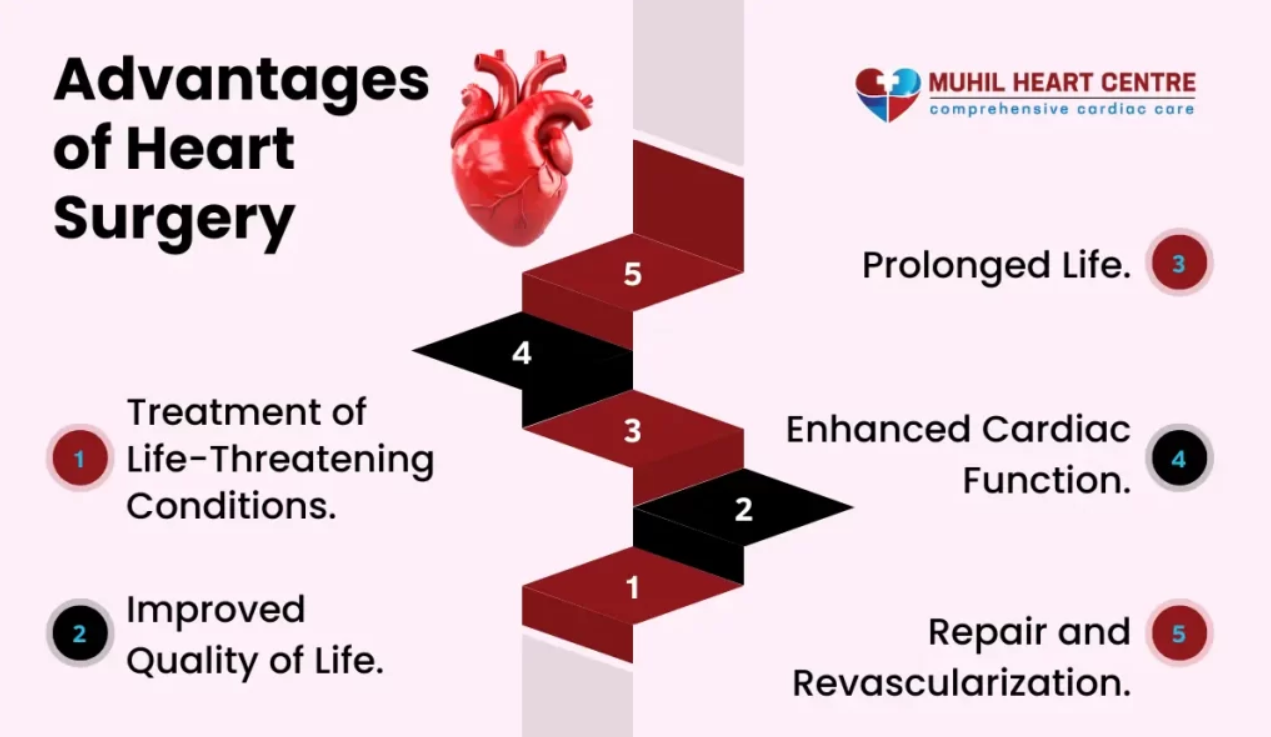 Advantages
of Heart
Surgery
MUHIL HEART CENTRE
comprehensive cardiac care
5
4
3
2
1
1
Treatment of
Life-Threatening
Conditions.
2
Improved
Quality of Life.
Prolonged Life.
3
Enhanced Cardiac
Function.
4
Repair and
Revascularization.
5